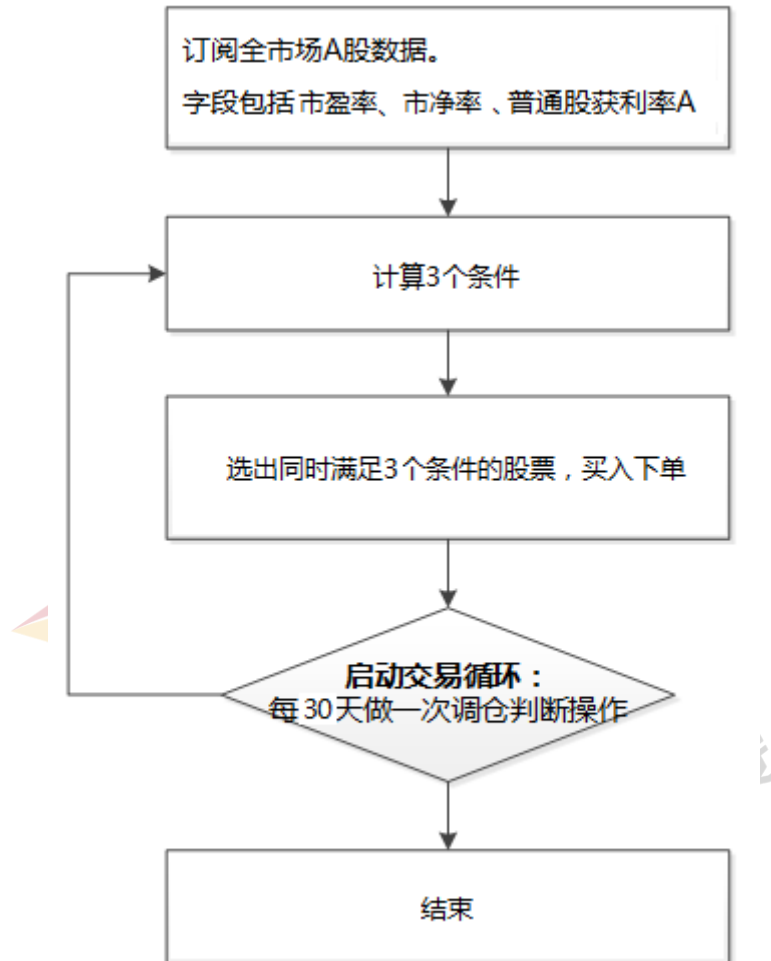 订阅全市场A股数据。
字段包括市盈率、市净率、普通股获利率A
计算3个条件
选出同时满足3个条件的股票，买入下单
启动交易循环：
每30天做一次调仓判断操作
结束